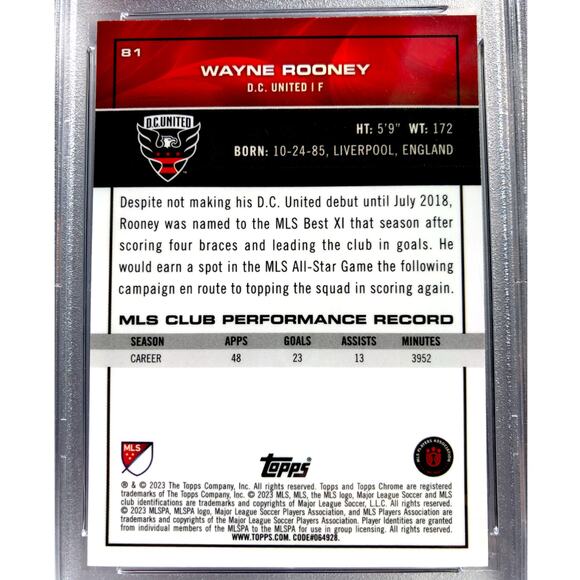 81
WAYNE ROONEY
D.C. UNITED | F
D.C.UNITED
HT: 5'9" WT: 172
BORN: 10-24-85, LIVERPOOL, ENGLAND
Despite not making his D.C. United debut until July 2018,
Rooney was named to the MLS Best XI that season after
scoring four braces and leading the club in goals. He
would earn a spot in the MLS All-Star Game the following
campaign en route to topping the squad in scoring again.
MLS CLUB PERFORMANCE RECORD
SEASON APPS GOALS ASSISTS MINUTES
CAREER 48 23 13 3952
MLS
Topps
MLS PLAYERS ASSOCIATION
® & © 2023 The Topps Company, Inc. All rights reserved. Topps and Topps Chrome are registered
trademarks of The Topps Company, Inc. © 2023 MLS, MLS, the MLS logo, Major League Soccer and MLS
club identifications are trademarks and copyrights of Major League Soccer, L.L.C. All rights reserved.
© 2023 MLSPA, MLSPA logo, Major League Soccer Players Association, and MLSPA.org are
trademarks and copyrights of Major League Soccer Players Association. Player Identities are granted
from individual members of the MLSPA to the MLSPA for use in group licensing. All rights reserved.
WWW.TOPPS.COM. CODE#064928.